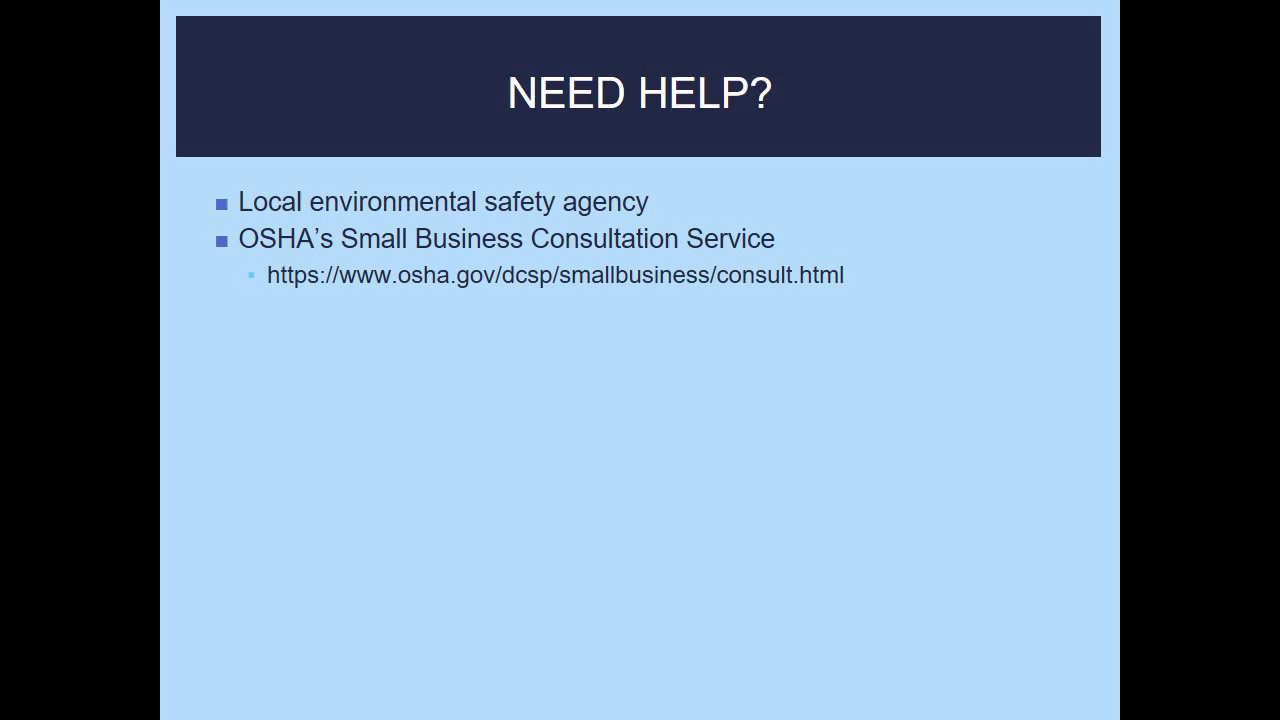 NEED HELP?
Local environmental safety agency
OSHA’s Small Business Consultation Service
https://www.osha.gov/dcsp/smallbusiness/consult.html